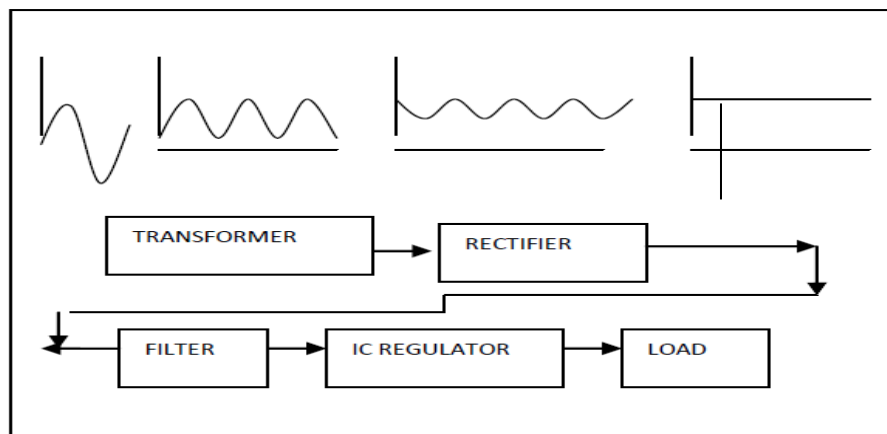 TRANSFORMER
RECTIFIER
FILTER
IC REGULATOR
LOAD